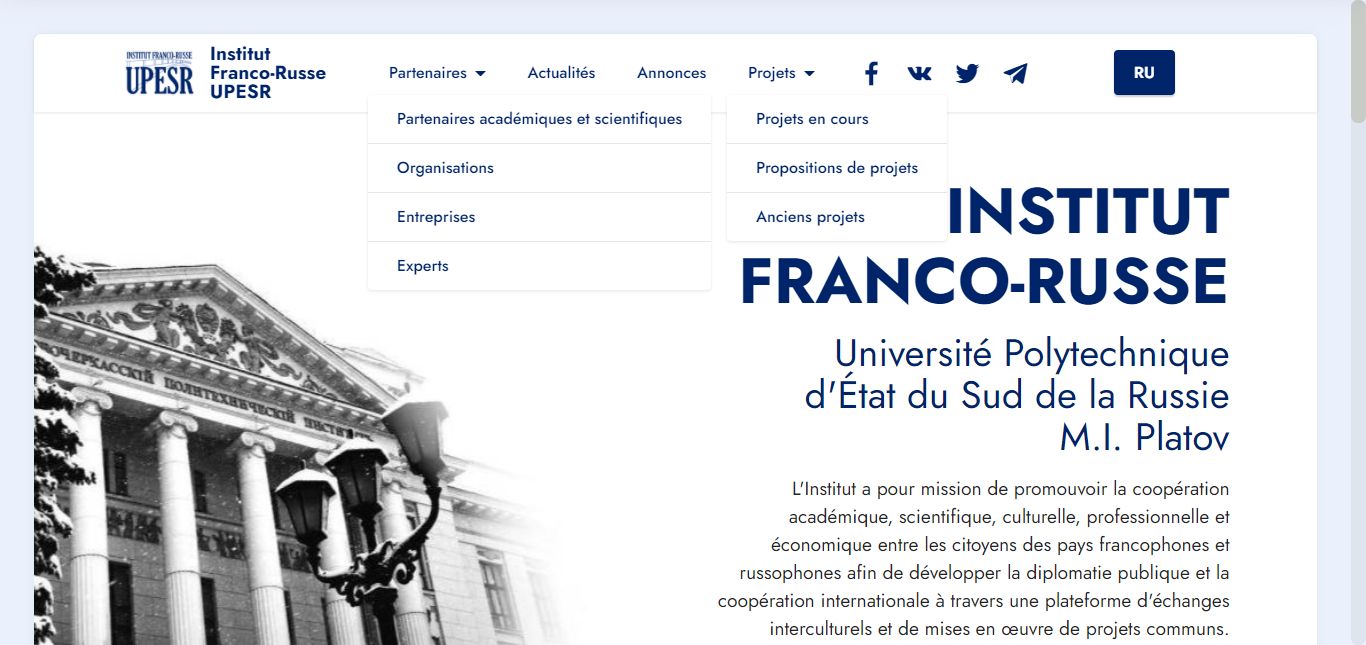 INSTITUT FRANCO-RUSSE
UPESR
Institut
Franco-Russe
UPESR
Partenaires
Actualités
Annonces
Projets
RU
Partenaires académiques et scientifiques
Organisations
Entreprises
Experts
Projets en cours
Propositions de projets
Anciens projets
INSTITUT
FRANCO-RUSSE
Université Polytechnique
d'État du Sud de la Russie
M.I. Platov
L'Institut a pour mission de promouvoir la coopération
académique, scientifique, culturelle, professionnelle et
économique entre les citoyens des pays francophones et
russophones afin de développer la diplomatie publique et la
coopération internationale à travers une plateforme d'échanges
interculturels et de mises en œuvre de projets communs.
ПОЛИТЕХНИЧЕСКІЙ